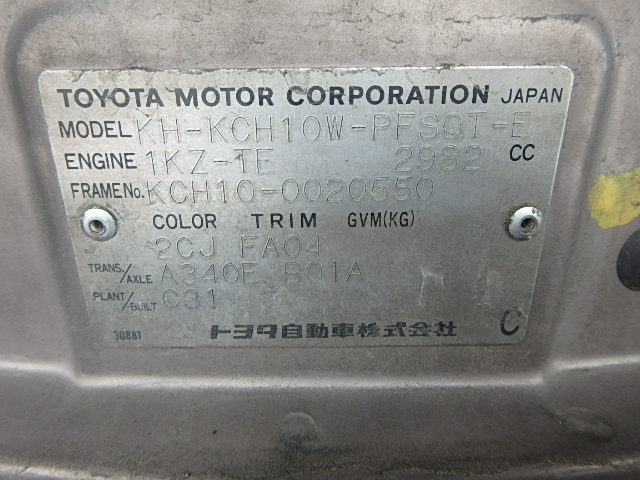 TOYOTA MOTOR CORPORATION JAPAN
MODEL KH-KCH10W-PFSQT-E
ENGINE 1KZ-TE 2982 CC
FRAME No. KCH10-0020550
COLOR TRIM GVM(KG)
2CJ FA04
TRANS./AXLE A340E B01A
PLANT/BUILT C31
30881 トヨタ自動車株式会社 C